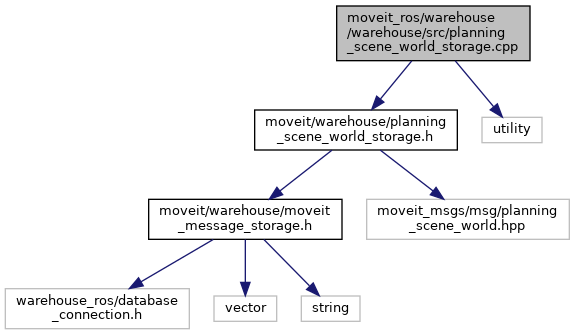 moveit_ros/warehouse
/warehouse/src/planning
_scene_world_storage.cpp
moveit/warehouse/planning
_scene_world_storage.h
utility
moveit/warehouse/moveit
_message_storage.h
moveit_msgs/msg/planning
_scene_world.hpp
warehouse_ros/database
_connection.h
vector
string